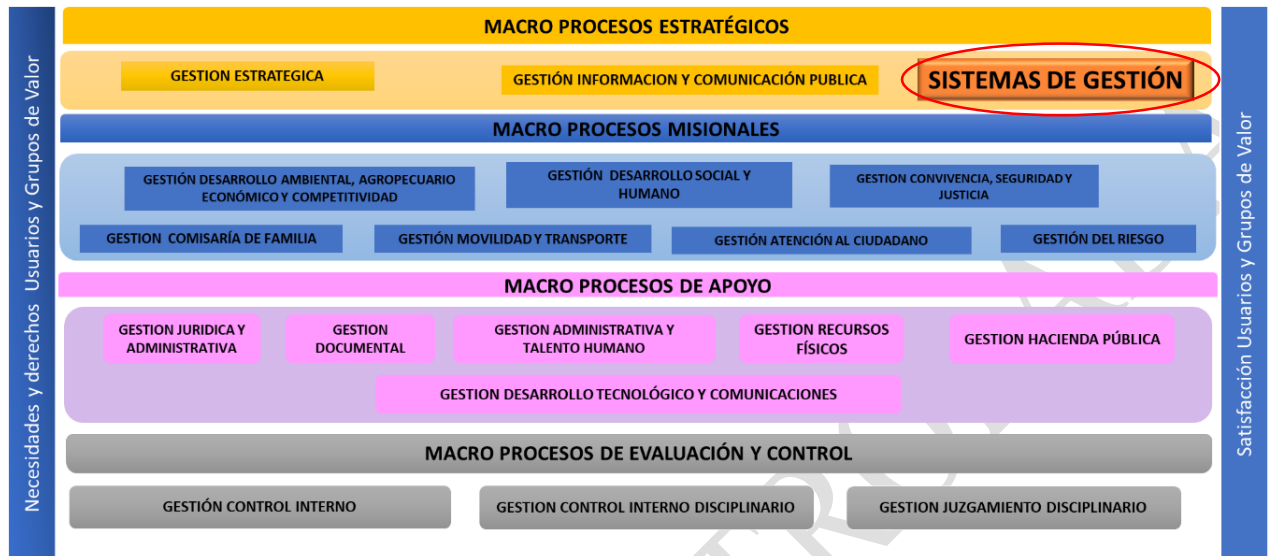 Necesidades y derechos Usuarios y Grupos de Valor
MACRO PROCESOS ESTRATÉGICOS
GESTION ESTRATEGICA
GESTIÓN INFORMACION Y COMUNICACIÓN PUBLICA
SISTEMAS DE GESTIÓN
MACRO PROCESOS MISIONALES
GESTIÓN DESARROLLO AMBIENTAL, AGROPECUARIO
ECONÓMICO Y COMPETITIVIDAD
GESTIÓN DESARROLLO SOCIAL Y
HUMANO
GESTION CONVIVENCIA, SEGURIDAD Y
JUSTICIA
GESTION COMISARÍA DE FAMILIA
GESTIÓN MOVILIDAD Y TRANSPORTE
GESTIÓN ATENCIÓN AL CIUDADANO
GESTIÓN DEL RIESGO
MACRO PROCESOS DE APOYO
GESTION JURIDICA Y
ADMINISTRATIVA
GESTION
DOCUMENTAL
GESTION ADMINISTRATIVA Y
TALENTO HUMANO
GESTION RECURSOS
FÍSICOS
GESTION HACIENDA PÚBLICA
GESTION DESARROLLO TECNOLÓGICO Y COMUNICACIONES
MACRO PROCESOS DE EVALUACIÓN Y CONTROL
GESTIÓN CONTROL INTERNO
GESTION CONTROL INTERNO DISCIPLINARIO
GESTION JUZGAMIENTO DISCIPLINARIO
Satisfacción Usuarios y Grupos de Valor